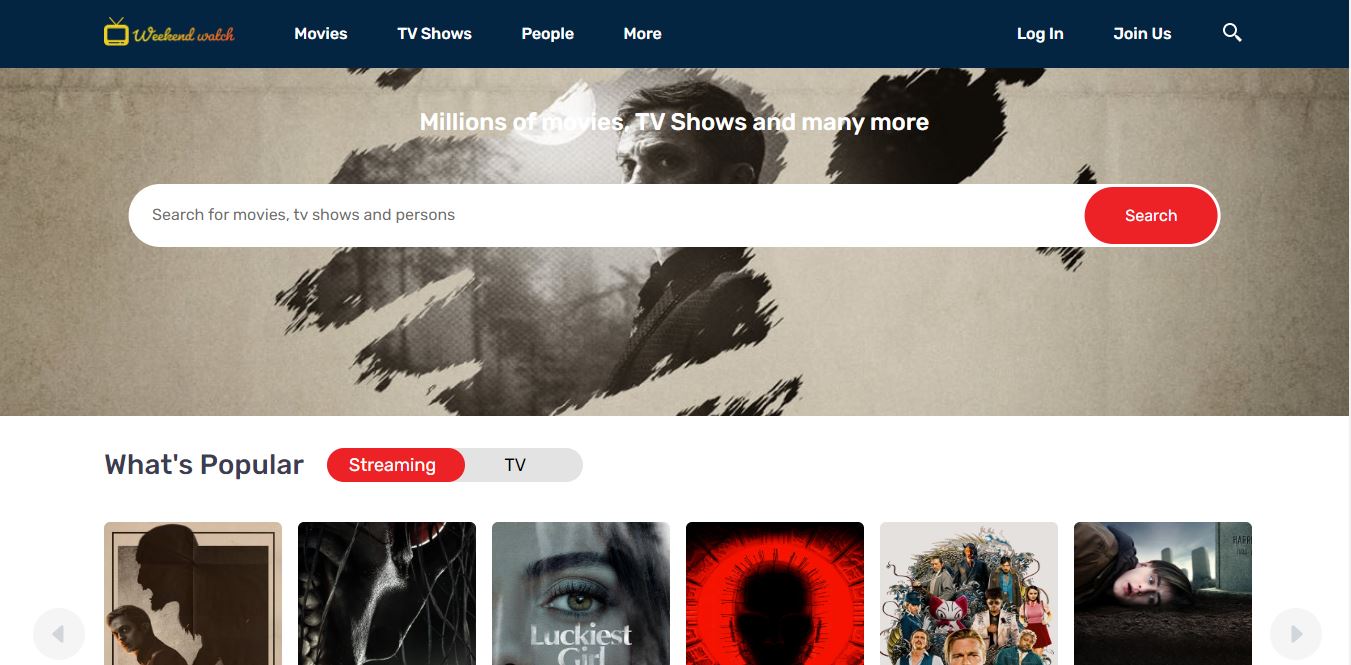 Weekend watch
Movies
TV Shows
People
More
Log In
Join Us
Millions of movies, TV Shows and many more
Search for movies, tv shows and persons
Search
What's Popular
Streaming
TV
Luckiest
Girl